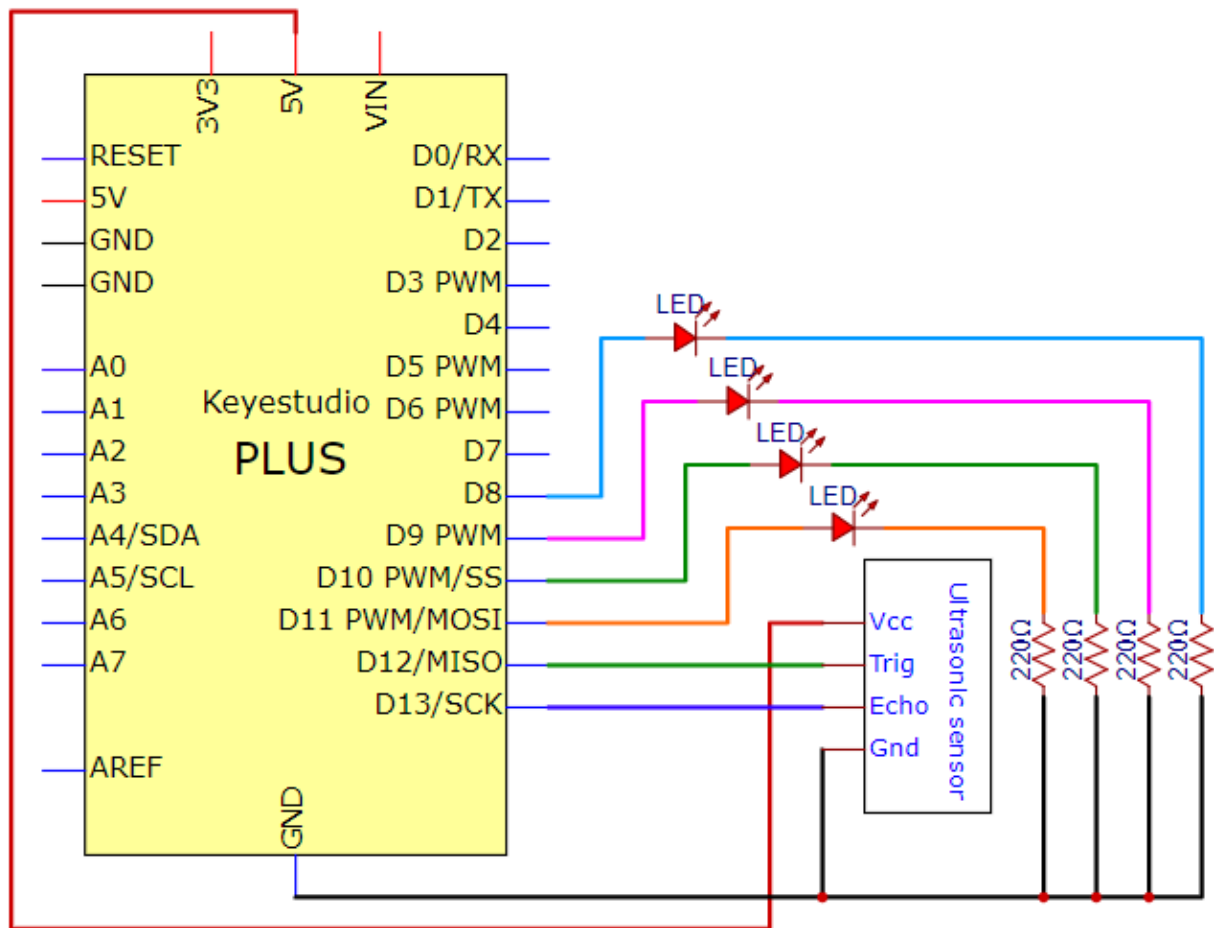 3V3
5V
VIN
RESET
5V
GND
GND
A0
A1
A2
A3
A4/SDA
A5/SCL
A6
A7
AREF
Keyestudio
PLUS
GND
D0/RX
D1/TX
D2
D3 PWM
D4
D5 PWM
D6 PWM
D7
D8
D9 PWM
D10 PWM/SS
D11 PWM/MOSI
D12/MISO
D13/SCK
LED
LED
LED
LED
Vcc
Trig
Echo
Gnd
Ultrasonic sensor
220Ω
220Ω
220Ω
220Ω